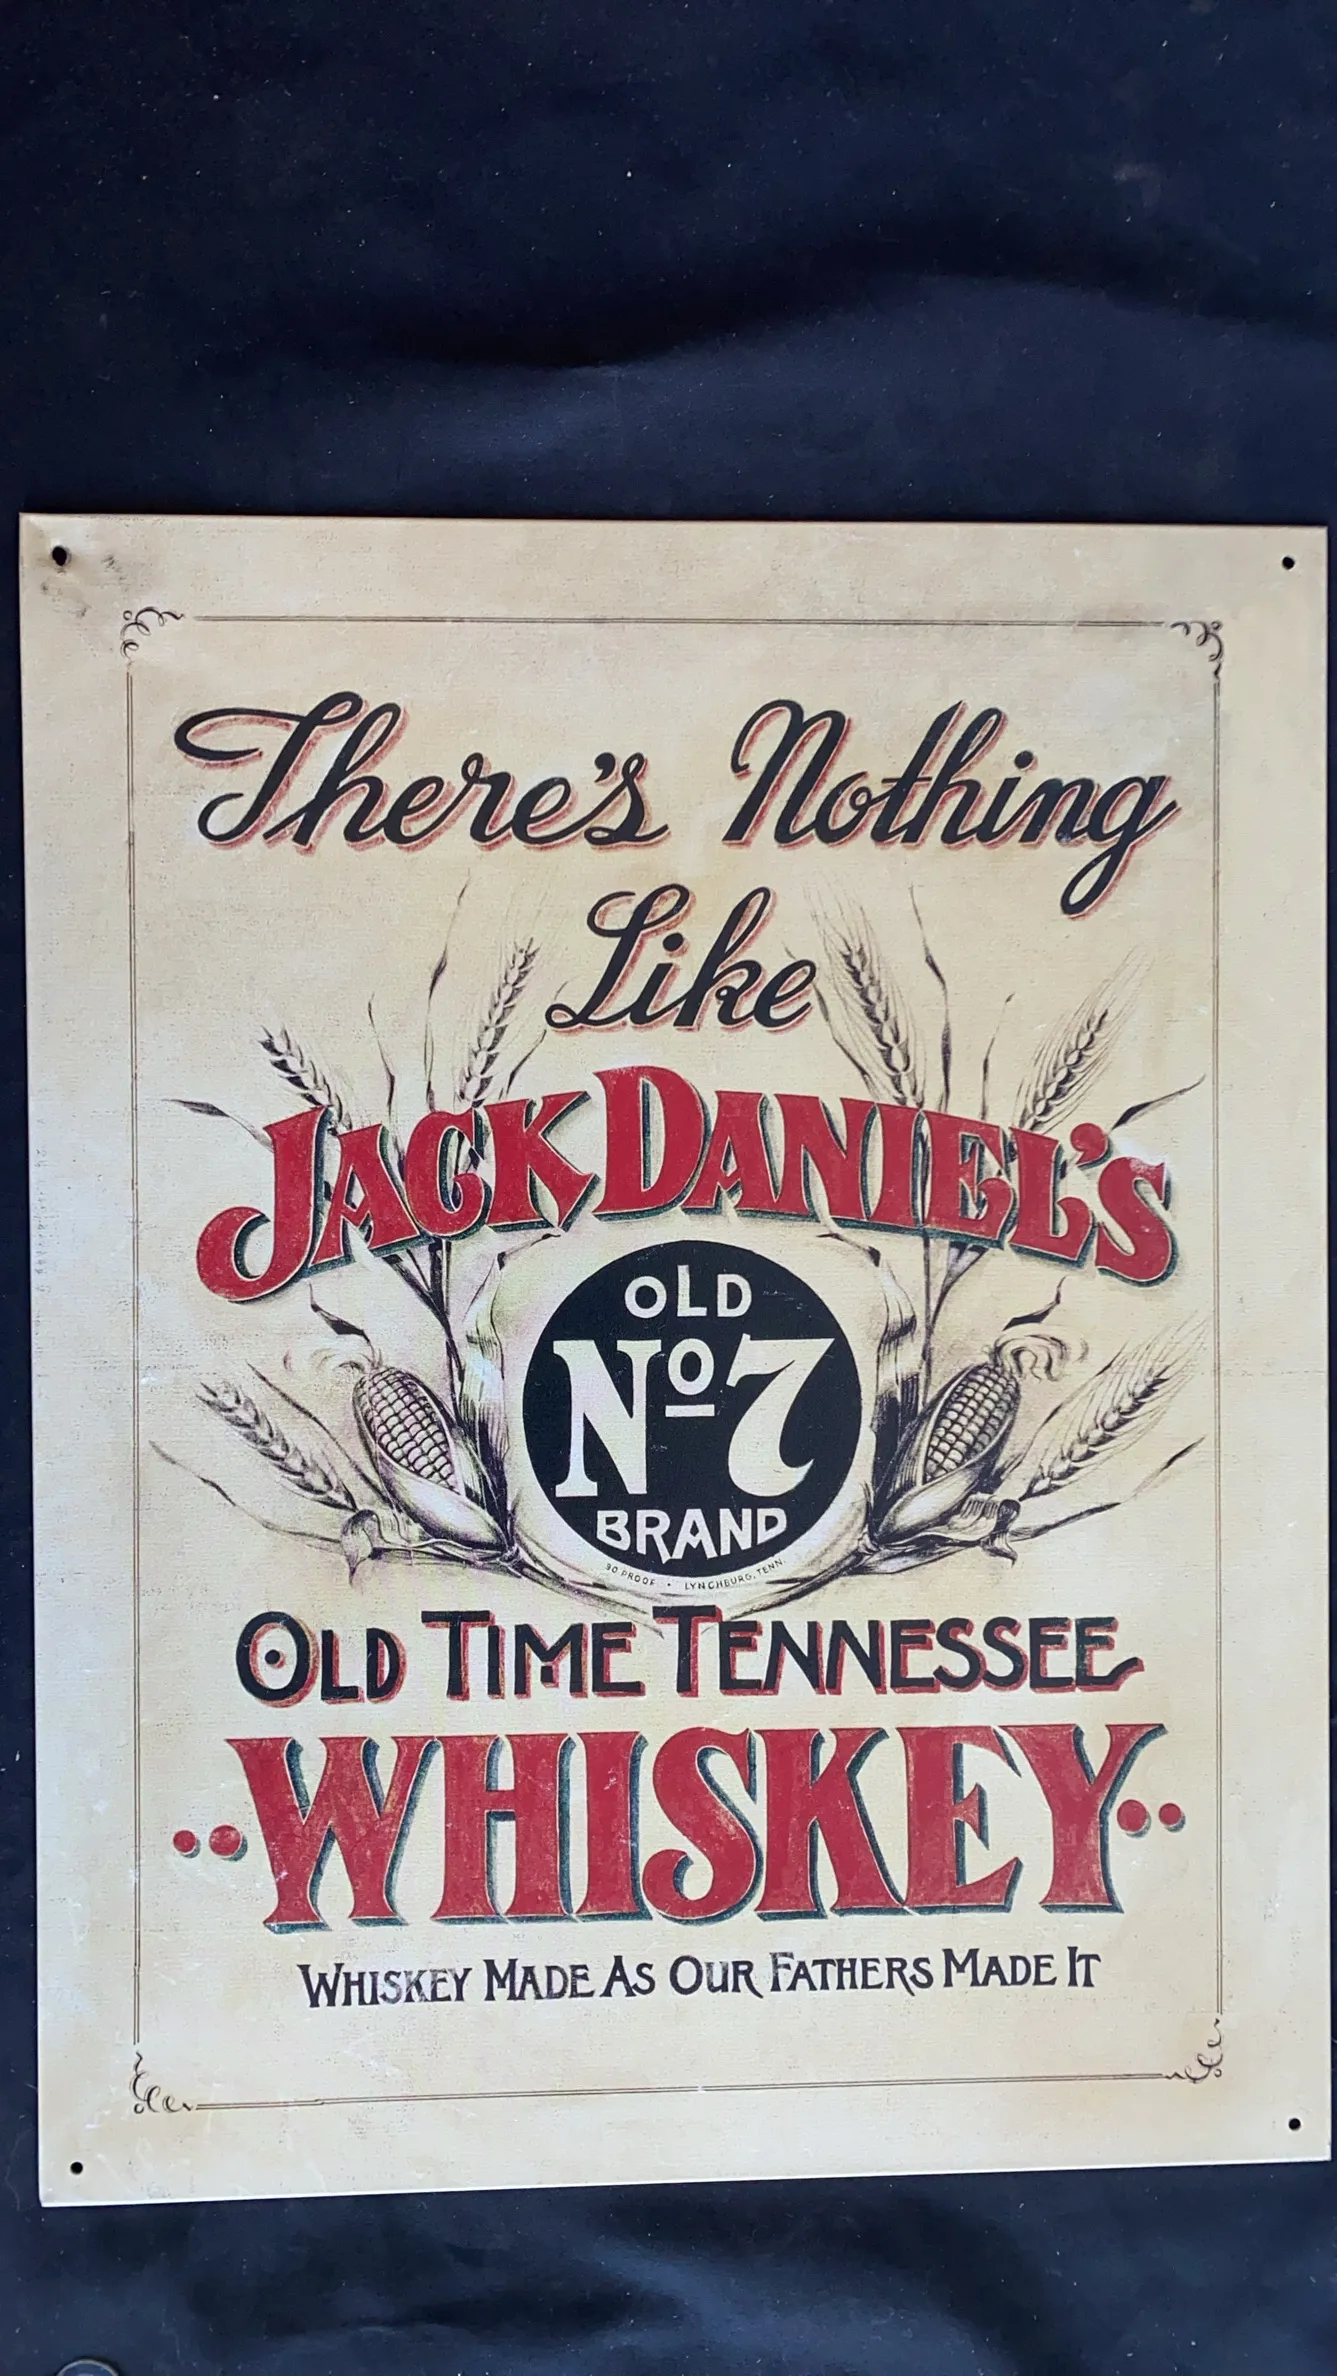 There's Nothing
Like
JACK DANIEL'S
OLD
No 7
BRAND
90 PROOF • LYNCHBURG, TENN.
OLD TIME TENNESSEE
••WHISKEY••
WHISKEY MADE AS OUR FATHERS MADE IT